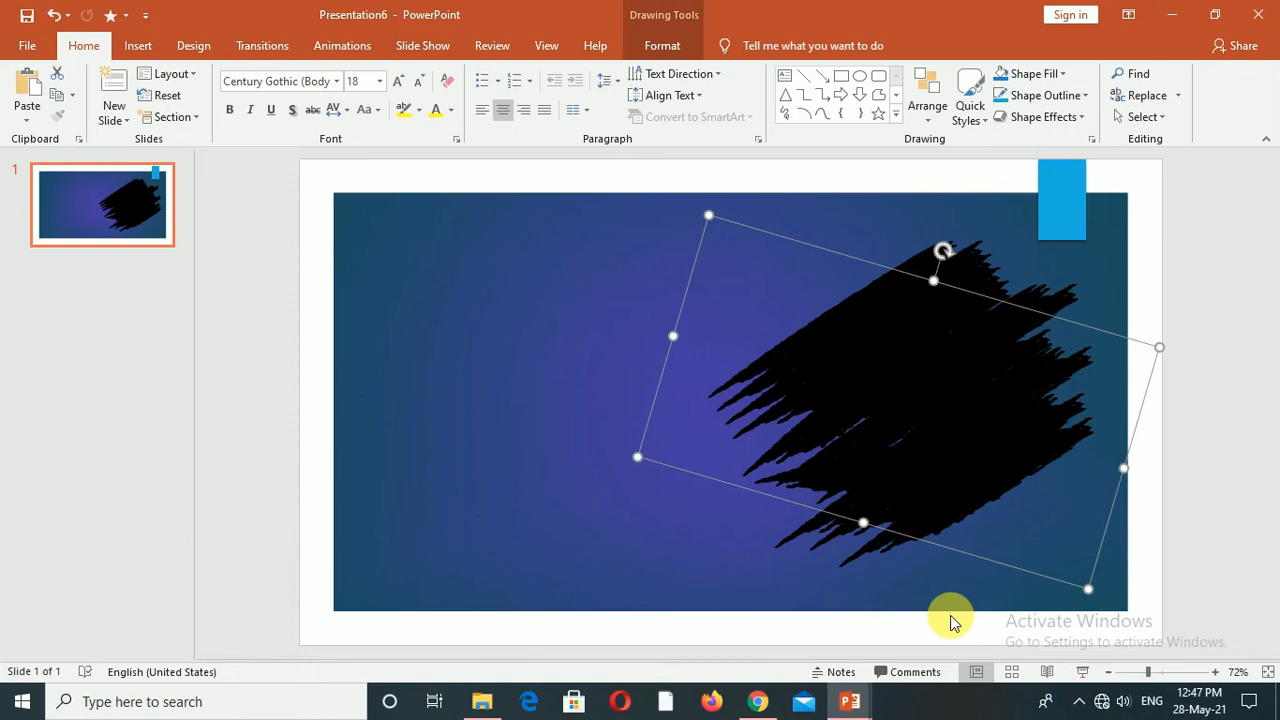 Presentation6 - PowerPoint
Drawing Tools
Sign in
File
Home
Insert
Design
Transitions
Animations
Slide Show
Review
View
Help
Format
Tell me what you want to do
Share
Paste
Clipboard
New
Slide
Layout
Reset
Section
Slides
Century Gothic (Body
18
B I U S abc AV Aa A
Font
Text Direction
Align Text
Convert to SmartArt
Paragraph
Arrange
Quick
Styles
Shape Fill
Shape Outline
Shape Effects
Drawing
Find
Replace
Select
Editing
1
Activate Windows
Go to Settings to activate Windows.
Slide 1 of 1
English (United States)
Notes
Comments
72%
Type here to search
ENG
12:47 PM
28-May-21